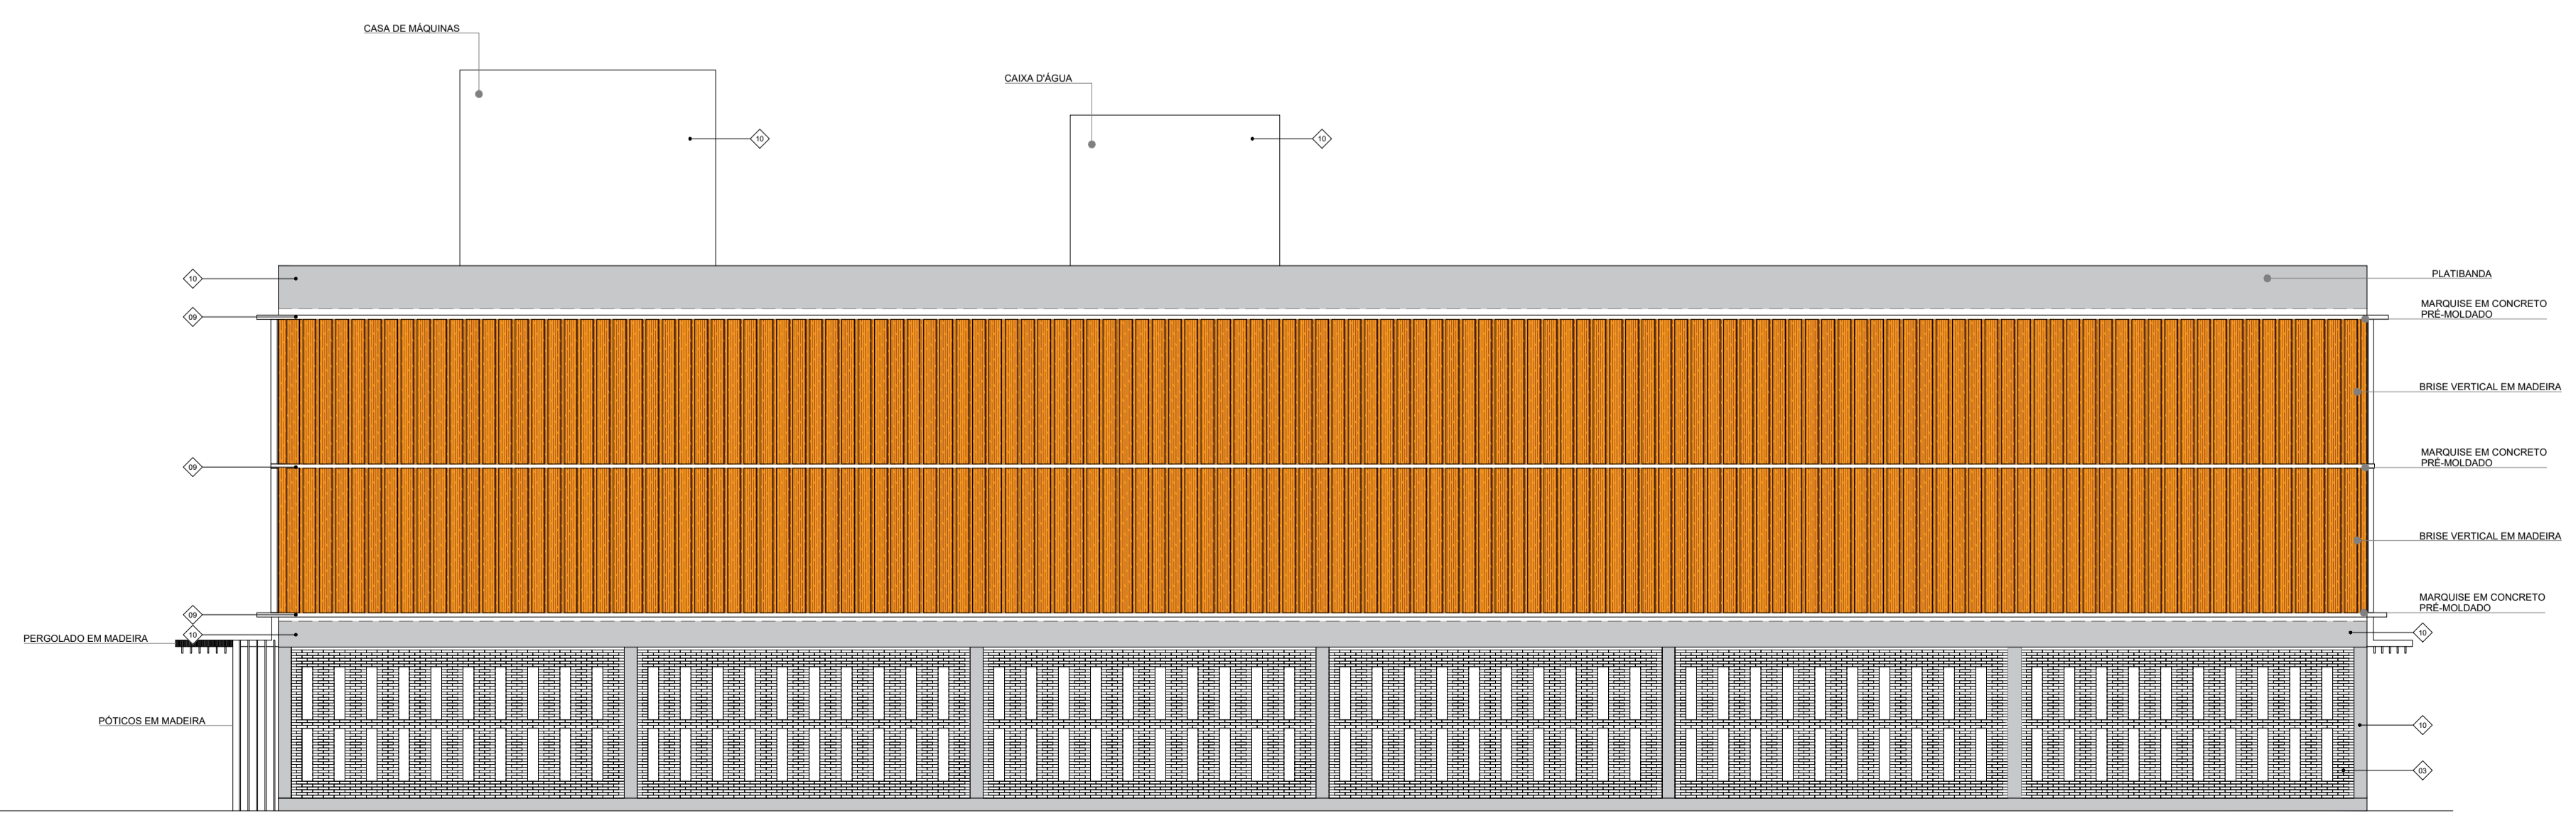 CASA DE MÁQUINAS
CAIXA D'ÁGUA
10
10
10
PLATIBANDA
MARQUISE EM CONCRETO
PRÉ-MOLDADO
09
BRISE VERTICAL EM MADEIRA
MARQUISE EM CONCRETO
PRÉ-MOLDADO
09
BRISE VERTICAL EM MADEIRA
MARQUISE EM CONCRETO
PRÉ-MOLDADO
09
10
10
PERGOLADO EM MADEIRA
PÓTICOS EM MADEIRA
10
03